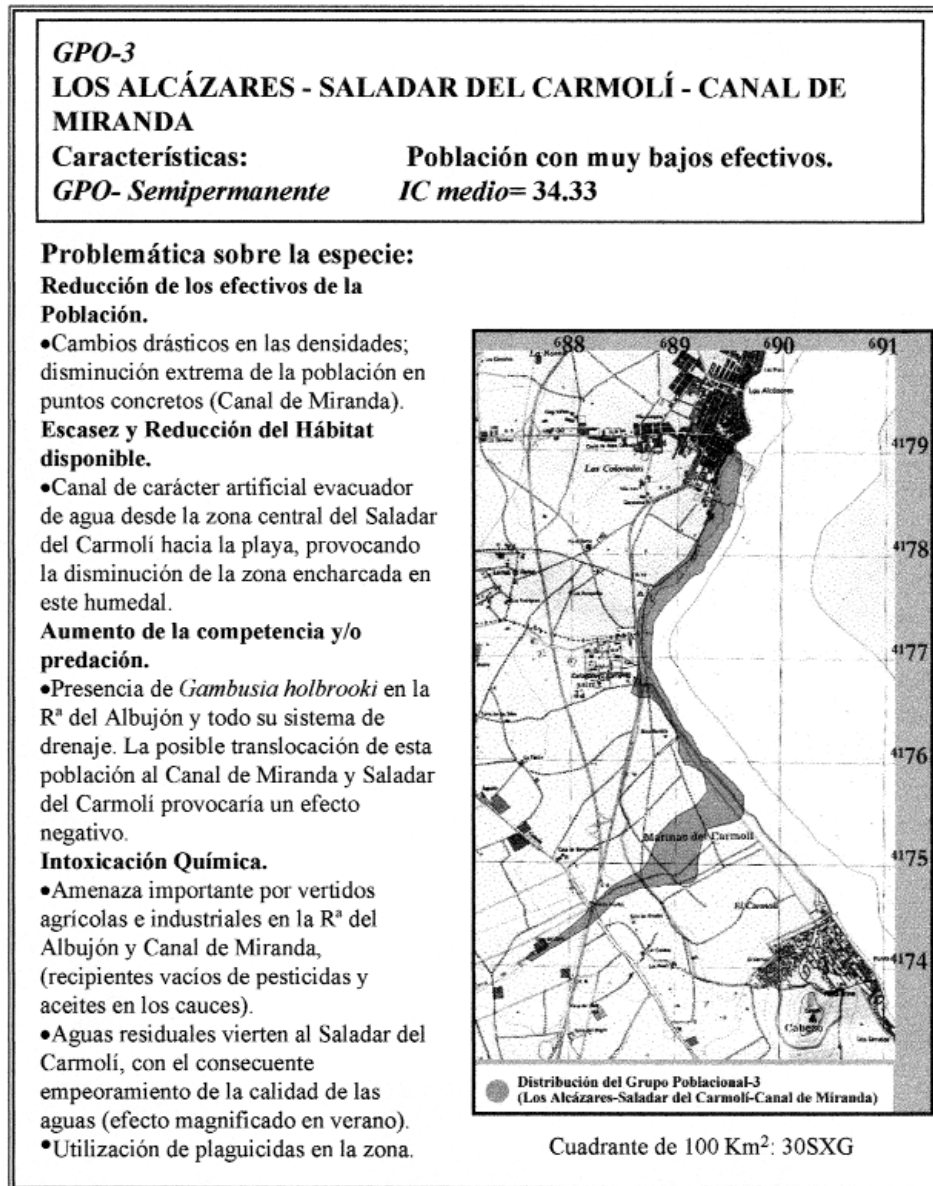 GPO-3
LOS ALCÁZARES - SALADAR DEL CARMOLÍ - CANAL DE
MIRANDA
Características: Población con muy bajos efectivos.
GPO- Semipermanente IC medio= 34.33
Problemática sobre la especie:
Reducción de los efectivos de la
Población.
•Cambios drásticos en las densidades;
disminución extrema de la población en
puntos concretos (Canal de Miranda).
Escasez y Reducción del Hábitat
disponible.
•Canal de carácter artificial evacuador
de agua desde la zona central del Saladar
del Carmolí hacia la playa, provocando
la disminución de la zona encharcada en
este humedal.
Aumento de la competencia y/o
predación.
•Presencia de Gambusia holbrooki en la
Rª del Albujón y todo su sistema de
drenaje. La posible translocación de esta
población al Canal de Miranda y Saladar
del Carmolí provocaría un efecto
negativo.
Intoxicación Química.
•Amenaza importante por vertidos
agrícolas e industriales en la Rª del
Albujón y Canal de Miranda,
(recipientes vacíos de pesticidas y
aceites en los cauces).
•Aguas residuales vierten al Saladar del
Carmolí, con el consecuente
empeoramiento de la calidad de las
aguas (efecto magnificado en verano).
•Utilización de plaguicidas en la zona.
688 689 690 691
Los Alcázares
4179
Los Colorados
4178
4177
4176
Marinas del Carmolí
4175
El Carmolí
4174
Cabezo
Distribución del Grupo Poblacional-3
(Los Alcázares-Saladar del Carmolí-Canal de Miranda)
Cuadrante de 100 Km²: 30SXG